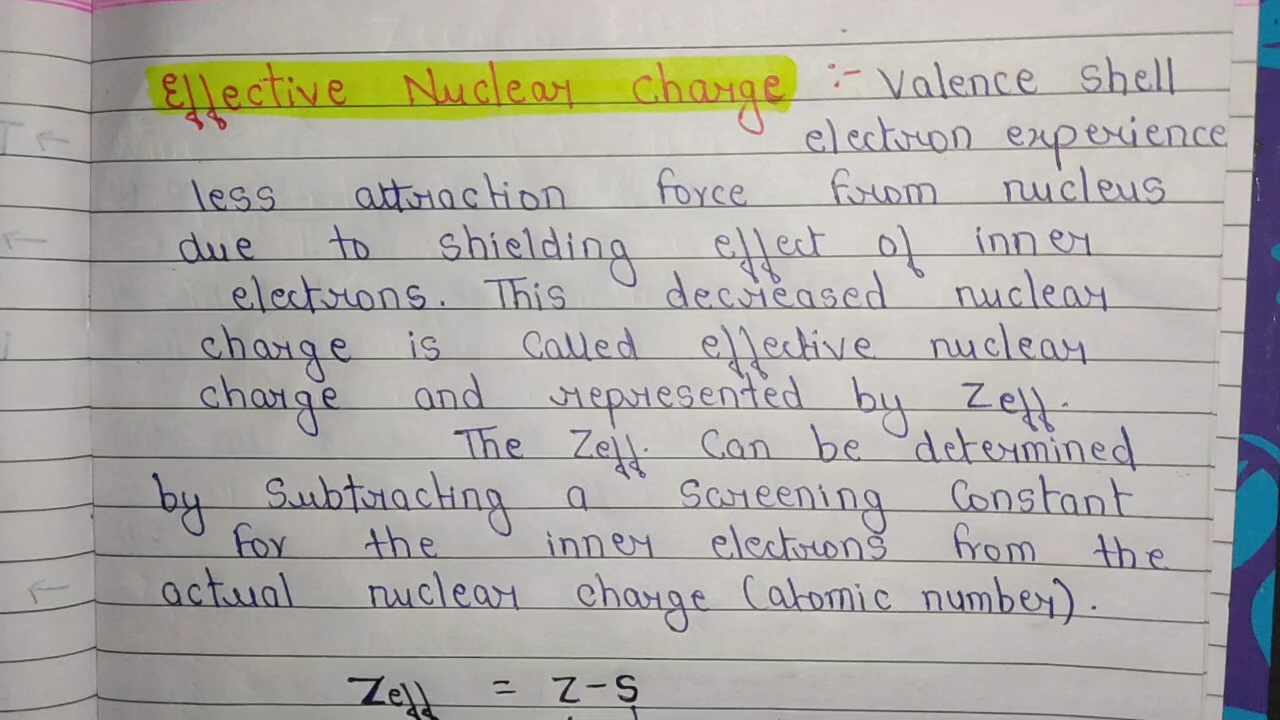 Effective Nuclear Charge :- Valence shell
electron experience
less attraction force from nucleus
due to shielding effect of inner
electrons. This decreased nuclear
charge is called effective nuclear
charge and represented by Zeff.
The Zeff. Can be determined
by Subtracting a Screening Constant
for the inner electrons from the
actual nuclear charge (atomic number).
Zeff = Z-S